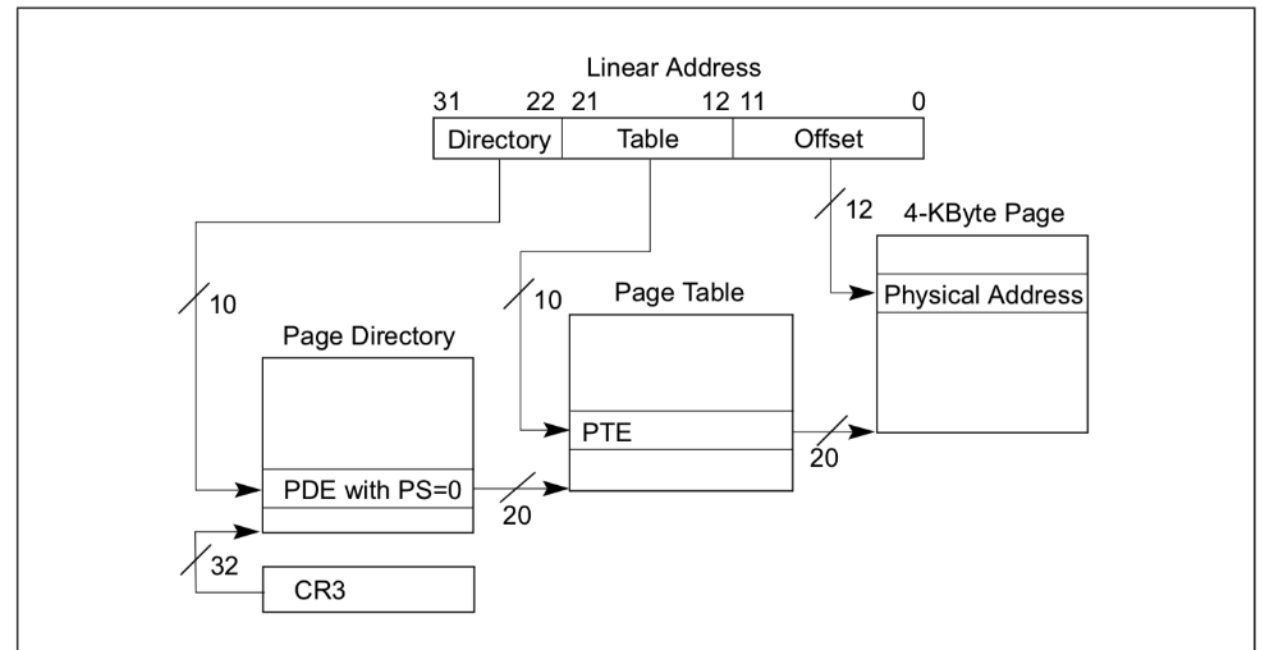 Linear Address
31 22 21 12 11 0
Directory Table Offset
12
4-KByte Page
Physical Address
10
10
Page Table
Page Directory
PTE
20
PDE with PS=0
20
32
CR3